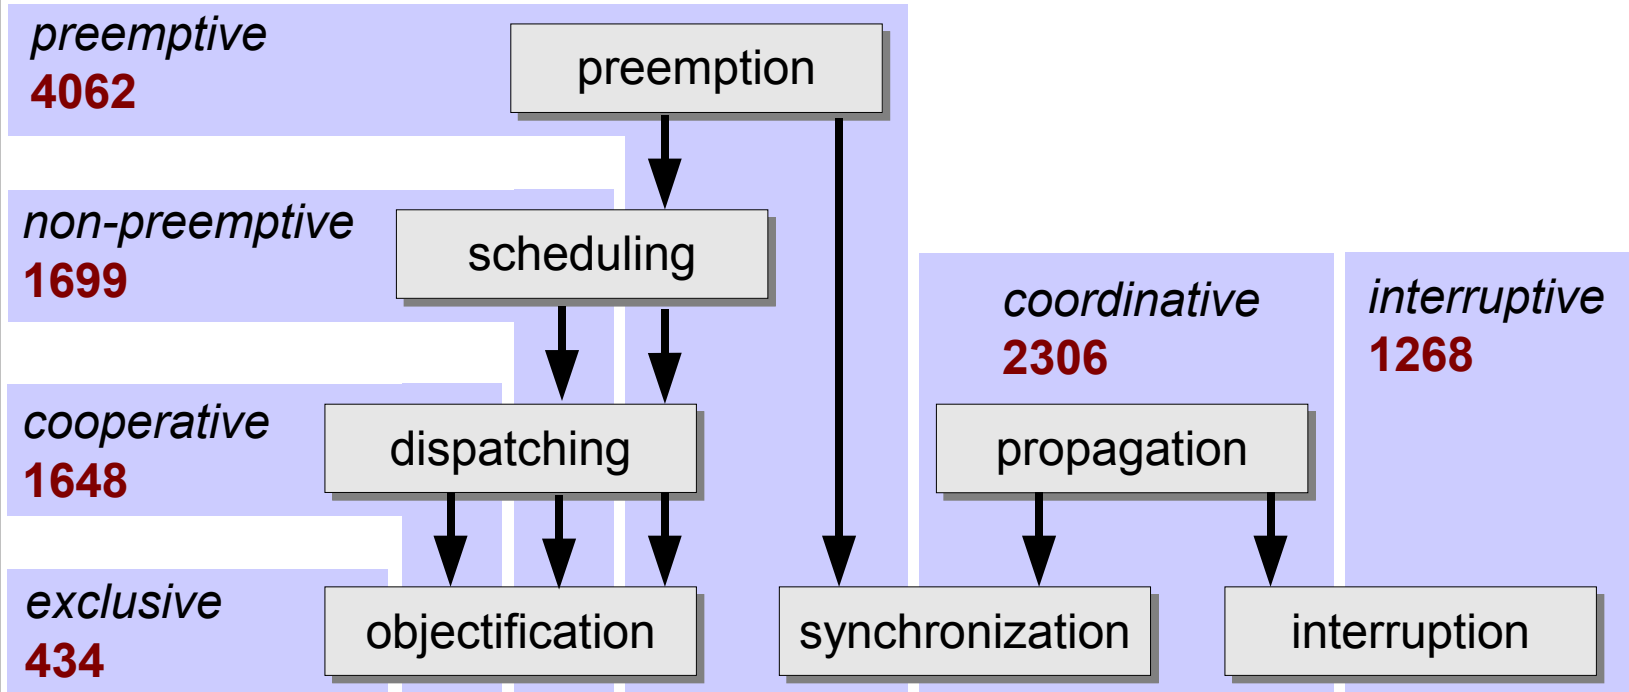 preemptive
4062
preemption
non-preemptive
1699
scheduling
coordinative
2306
interruptive
1268
cooperative
1648
dispatching
propagation
exclusive
434
objectification
synchronization
interruption